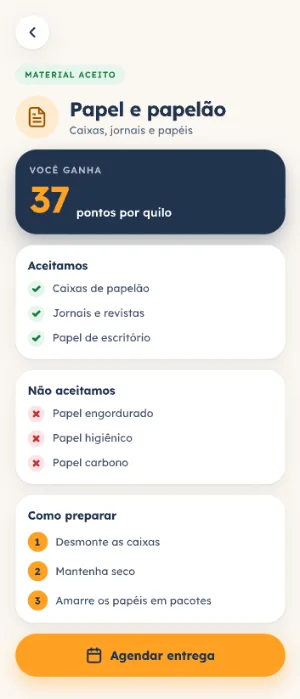 MATERIAL ACEITO
Papel e papelão
Caixas, jornais e papéis
VOCÊ GANHA
37 pontos por quilo
Aceitamos
Caixas de papelão
Jornais e revistas
Papel de escritório
Não aceitamos
Papel engordurado
Papel higiênico
Papel carbono
Como preparar
1 Desmonte as caixas
2 Mantenha seco
3 Amarre os papéis em pacotes
Agendar entrega